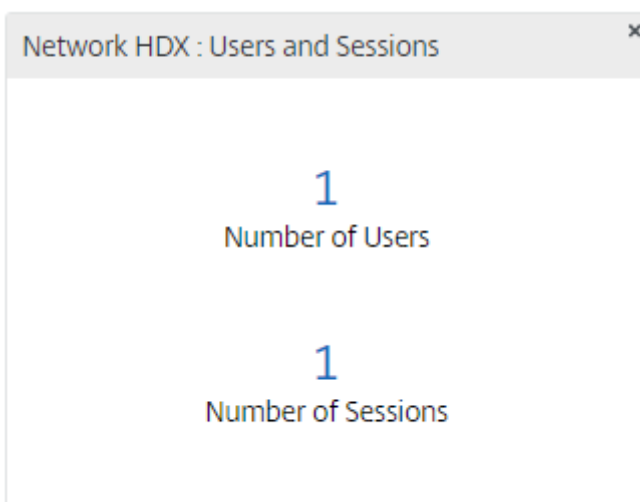 Network HDX : Users and Sessions
1
Number of Users
1
Number of Sessions